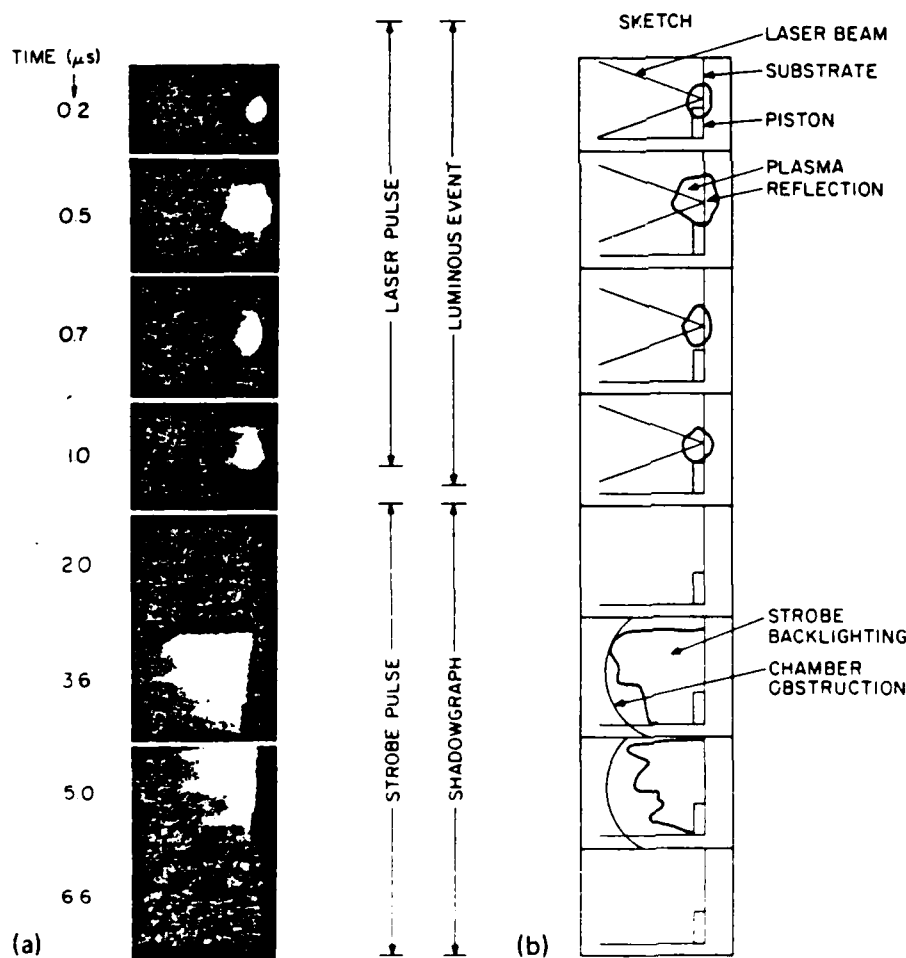 TIME (μs)
0.2
0.5
0.7
1.0
2.0
3.6
5.0
6.6
(a)
LASER PULSE
LUMINOUS EVENT
STROBE PULSE
SHADOWGRAPH
SKETCH
LASER BEAM
SUBSTRATE
PISTON
PLASMA
REFLECTION
STROBE
BACKLIGHTING
CHAMBER
OBSTRUCTION
(b)